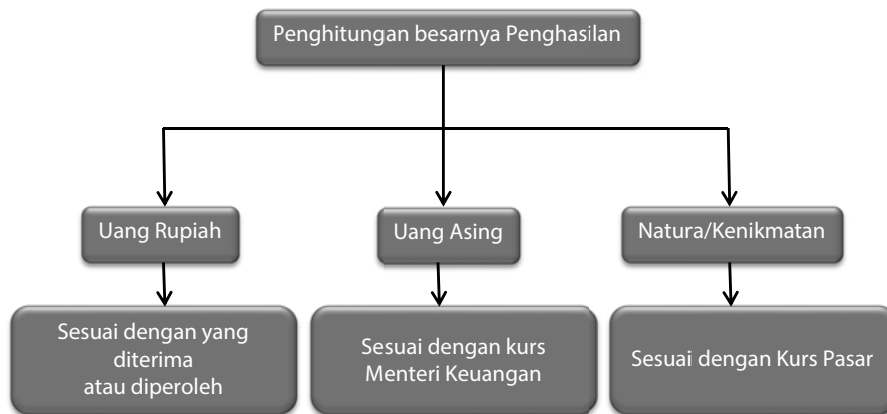 Penghitungan besarnya Penghasilan
Uang Rupiah
Uang Asing
Natura/Kenikmatan
Sesuai dengan yang
diterima
atau diperoleh
Sesuai dengan kurs
Menteri Keuangan
Sesuai dengan Kurs Pasar